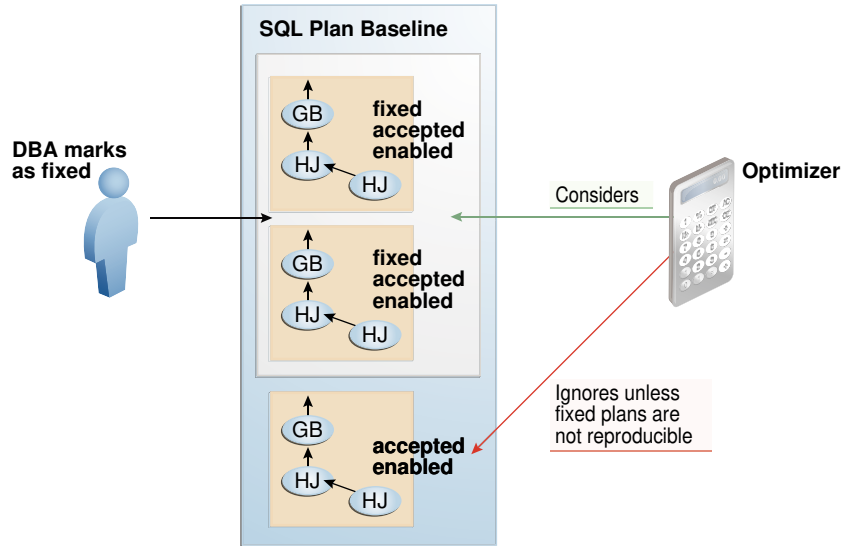 SQL Plan Baseline
GB
HJ
HJ
fixed
accepted
enabled
DBA marks
as fixed
Considers
Optimizer
GB
HJ
HJ
fixed
accepted
enabled
Ignores unless
fixed plans are
not reproducible
GB
HJ
HJ
accepted
enabled